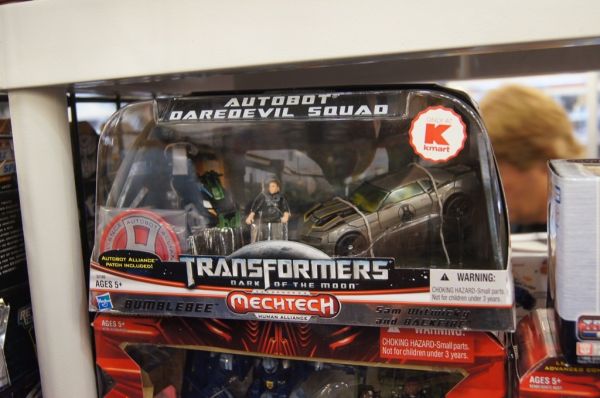 AUTOBOT
DAREDEVIL SQUAD
ONLY AT
K
kmart
AUTOBOT ALLIANCE
PATCH INCLUDED!
TRANSFORMERS
DARK OF THE MOON
MECHTECH
HUMAN ALLIANCE
AGES 5+
Hasbro
BUMBLEBEE
Sam Witwicky
and BACKFIRE
WARNING:
CHOKING HAZARD-Small parts.
Not for children under 3 years.
AGES 5+
CHOKING HAZARD-Small parts
Not for children under 3 years.
AGES 5+